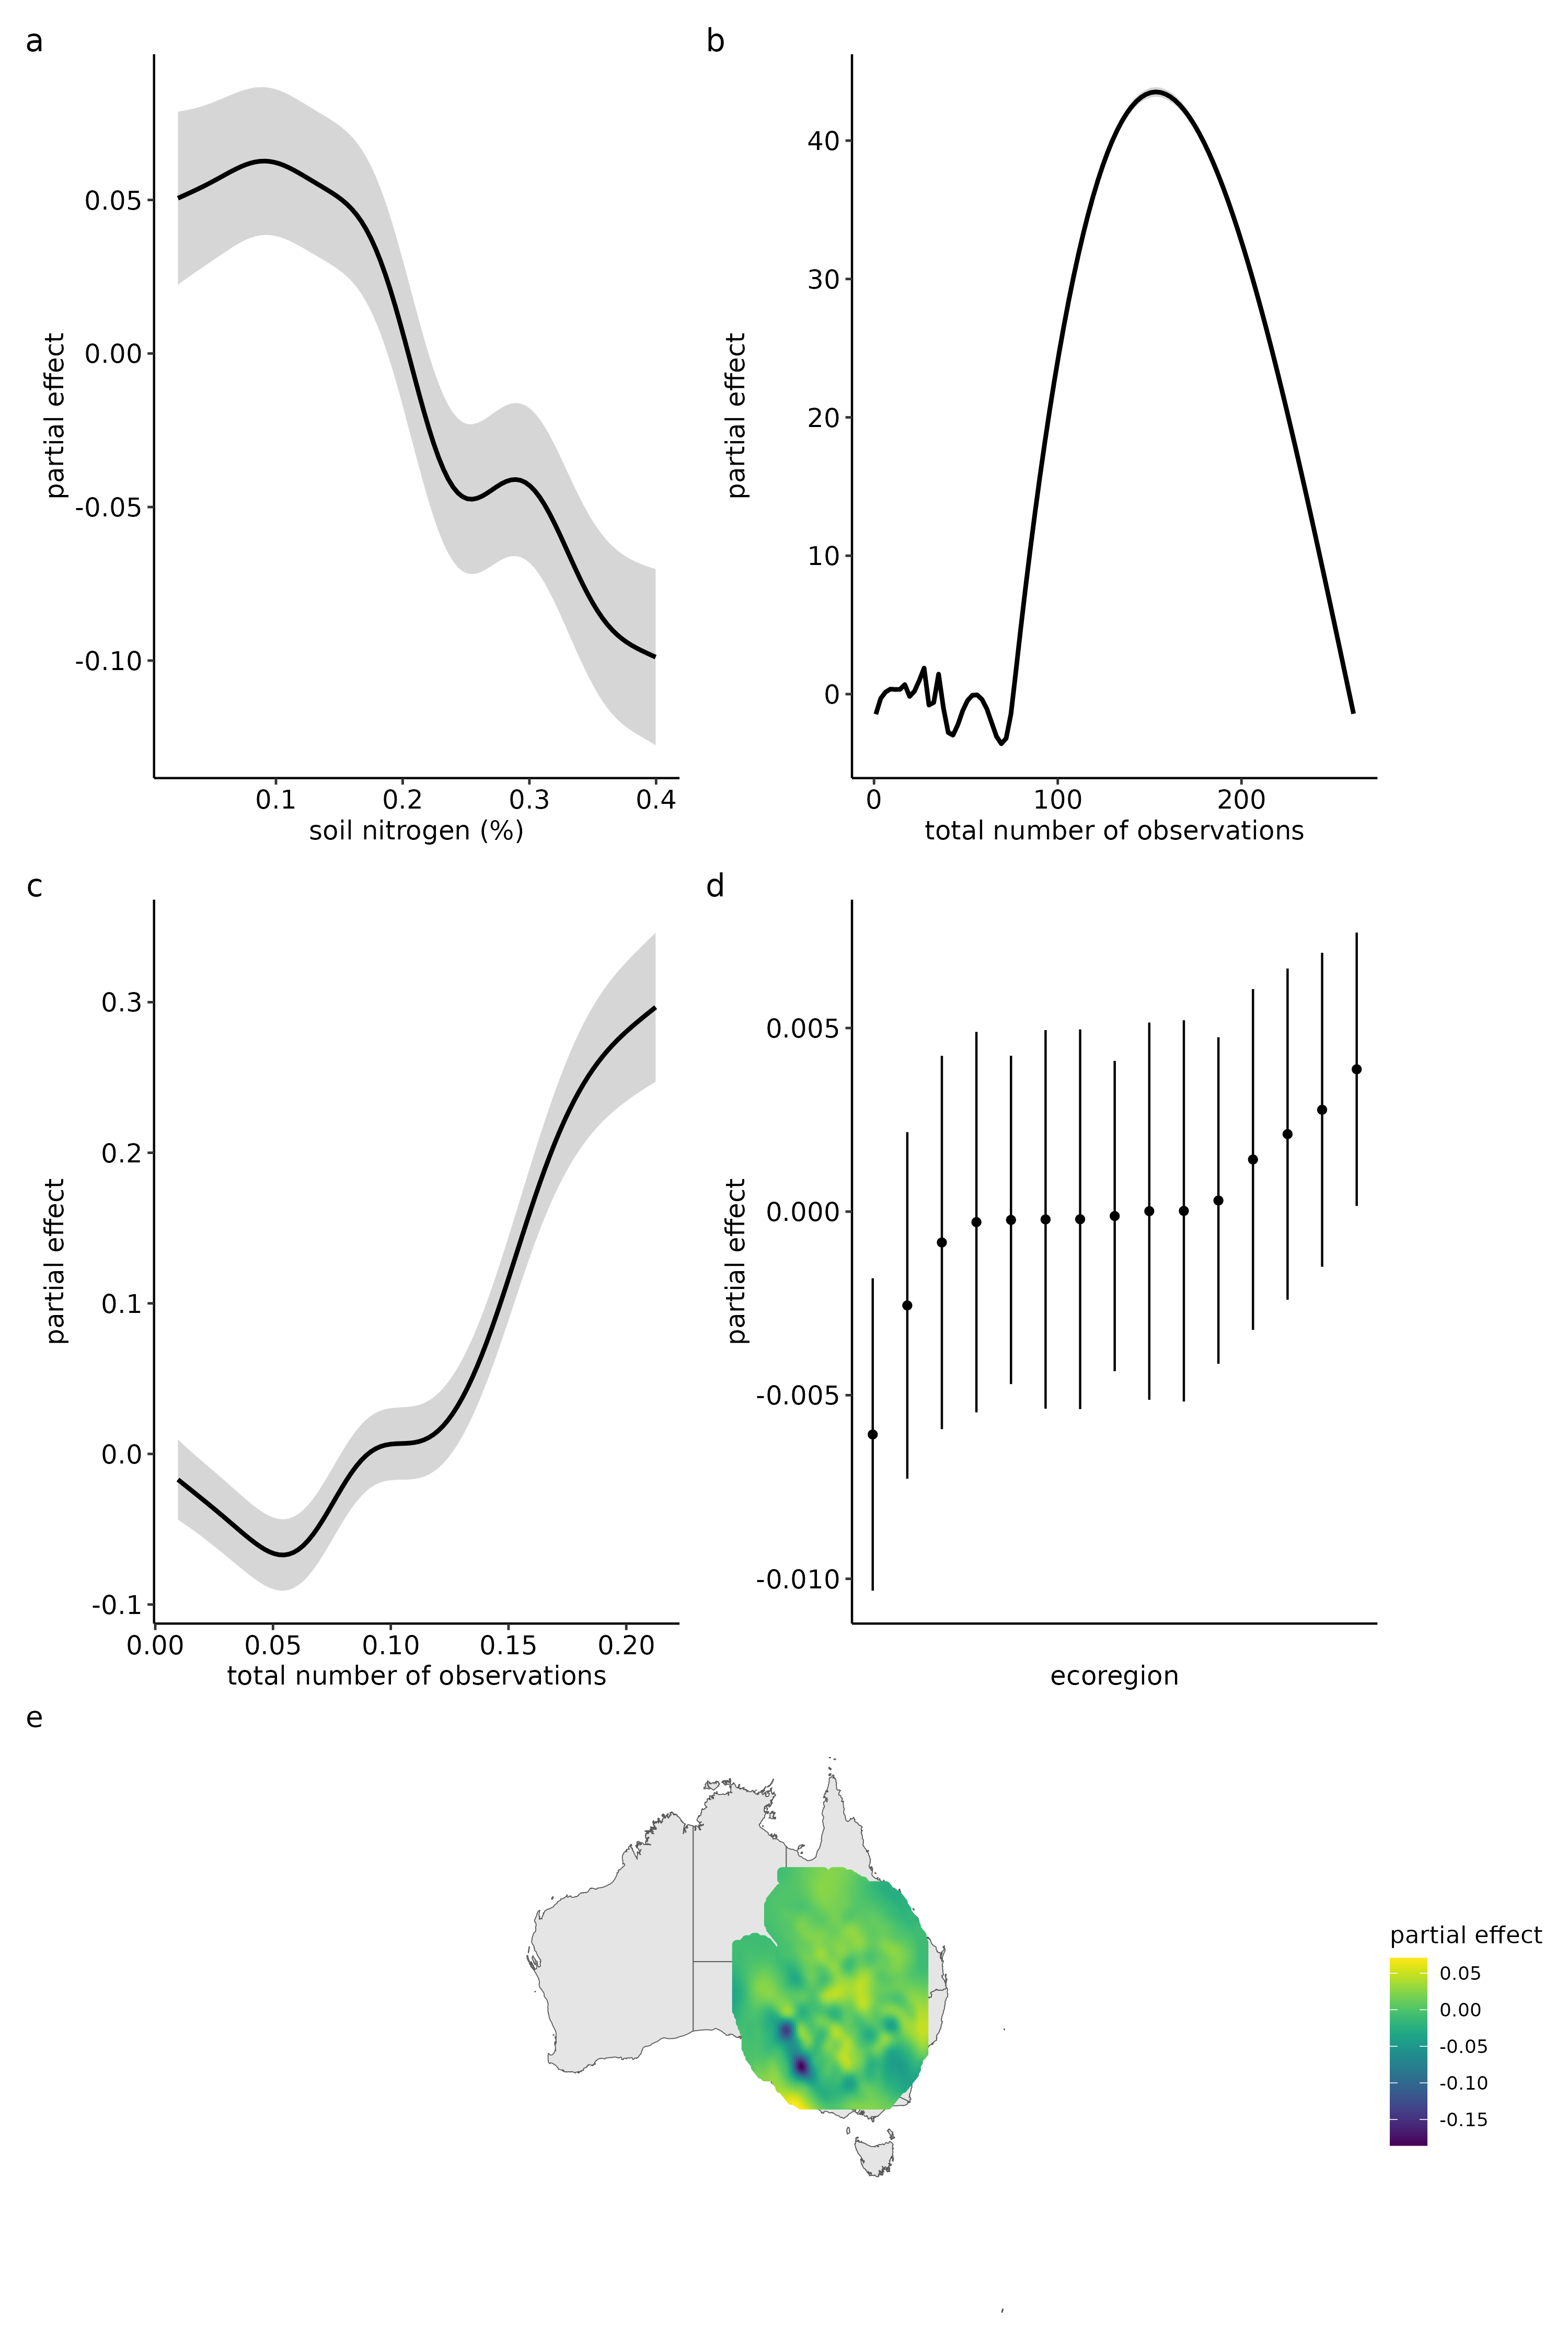 a
partial effect
0.05
0.00
-0.05
-0.10
0.1 0.2 0.3 0.4
soil nitrogen (%)
b
partial effect
40
30
20
10
0
0 100 200
total number of observations
c
partial effect
0.3
0.2
0.1
0.0
-0.1
0.00 0.05 0.10 0.15 0.20
total number of observations
d
partial effect
0.005
0.000
-0.005
-0.010
ecoregion
e
partial effect
0.05
0.00
-0.05
-0.10
-0.15